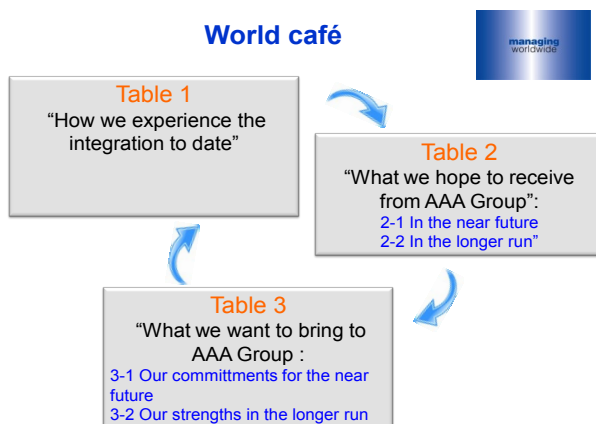 World café
managing
worldwide
Table 1
“How we experience the
integration to date”
Table 2
“What we hope to receive
from AAA Group”:
2-1 In the near future
2-2 In the longer run”
Table 3
“What we want to bring to
AAA Group :
3-1 Our committments for the near
future
3-2 Our strengths in the longer run